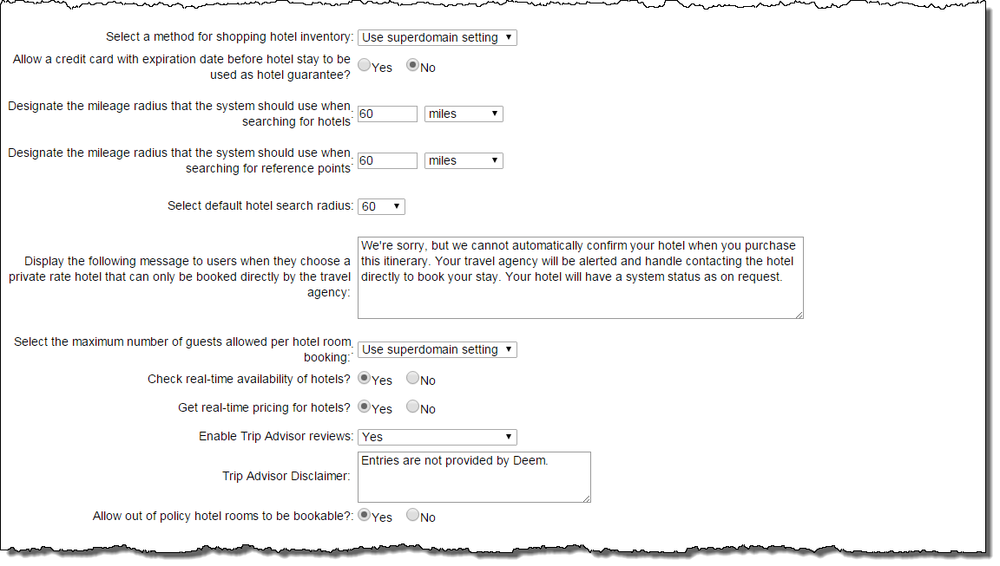 Select a method for shopping hotel inventory: Use superdomain setting
Allow a credit card with expiration date before hotel stay to be
used as hotel guarantee? Yes No
Designate the mileage radius that the system should use when
searching for hotels: 60 miles
Designate the mileage radius that the system should use when
searching for reference points: 60 miles
Select default hotel search radius: 60
Display the following message to users when they choose a
private rate hotel that can only be booked directly by the travel
agency:
We're sorry, but we cannot automatically confirm your hotel when you purchase
this itinerary. Your travel agency will be alerted and handle contacting the hotel
directly to book your stay. Your hotel will have a system status as on request.
Select the maximum number of guests allowed per hotel room
booking: Use superdomain setting
Check real-time availability of hotels? Yes No
Get real-time pricing for hotels? Yes No
Enable Trip Advisor reviews: Yes
Trip Advisor Disclaimer: Entries are not provided by Deem.
Allow out of policy hotel rooms to be bookable?: Yes No